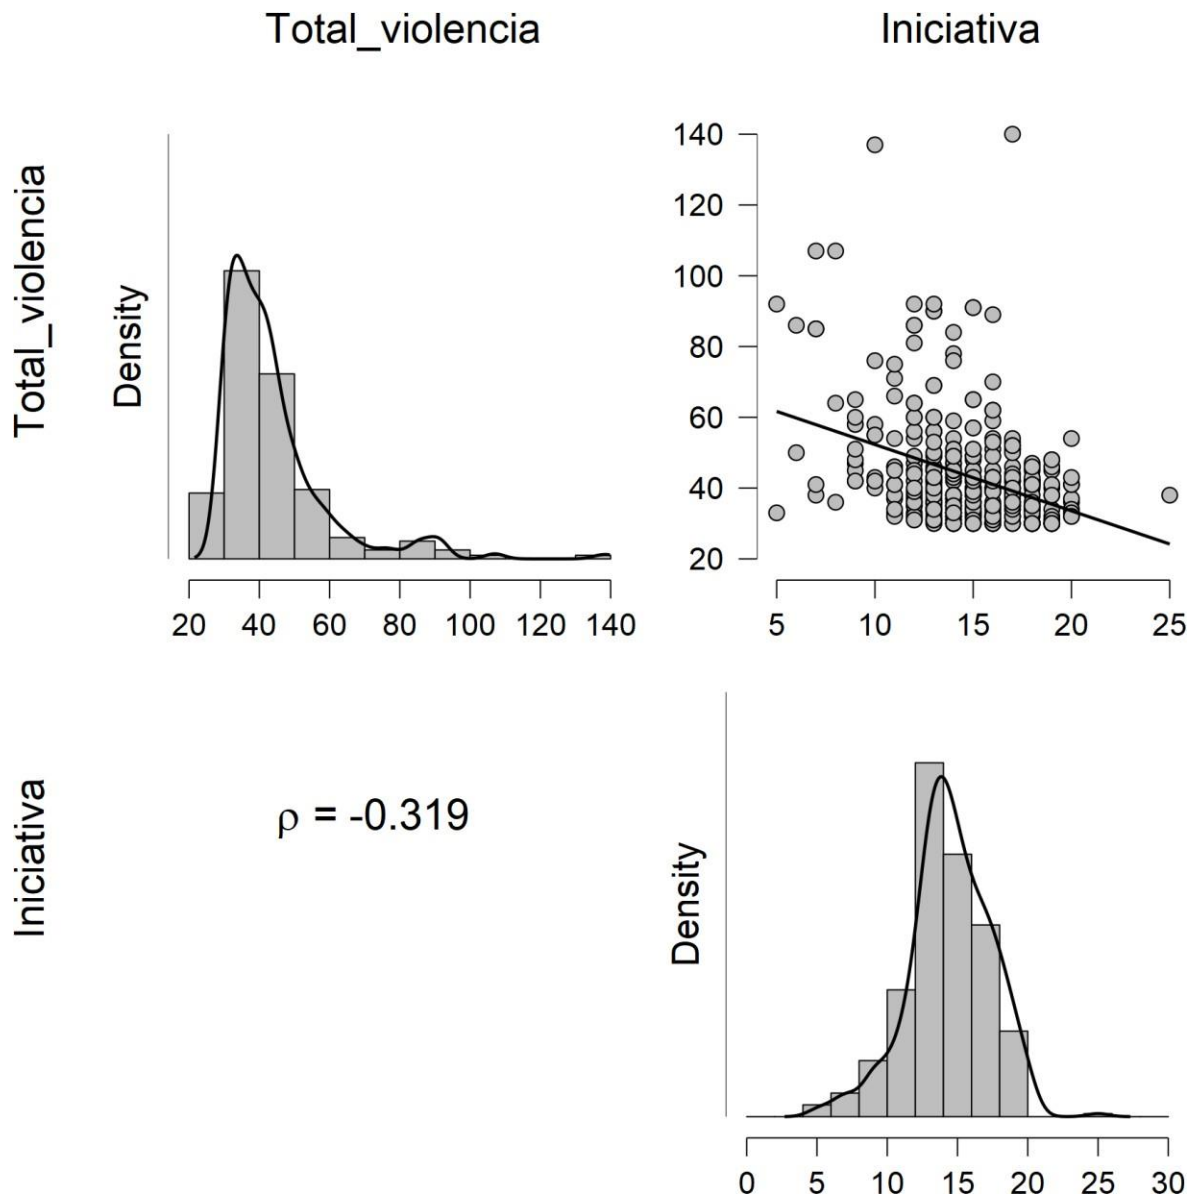 Total_violencia
Iniciativa
Total_violencia
Density
20 40 60 80 100 120 140
140
120
100
80
60
40
20
5 10 15 20 25
Iniciativa
ρ = -0.319
Density
0 5 10 15 20 25 30